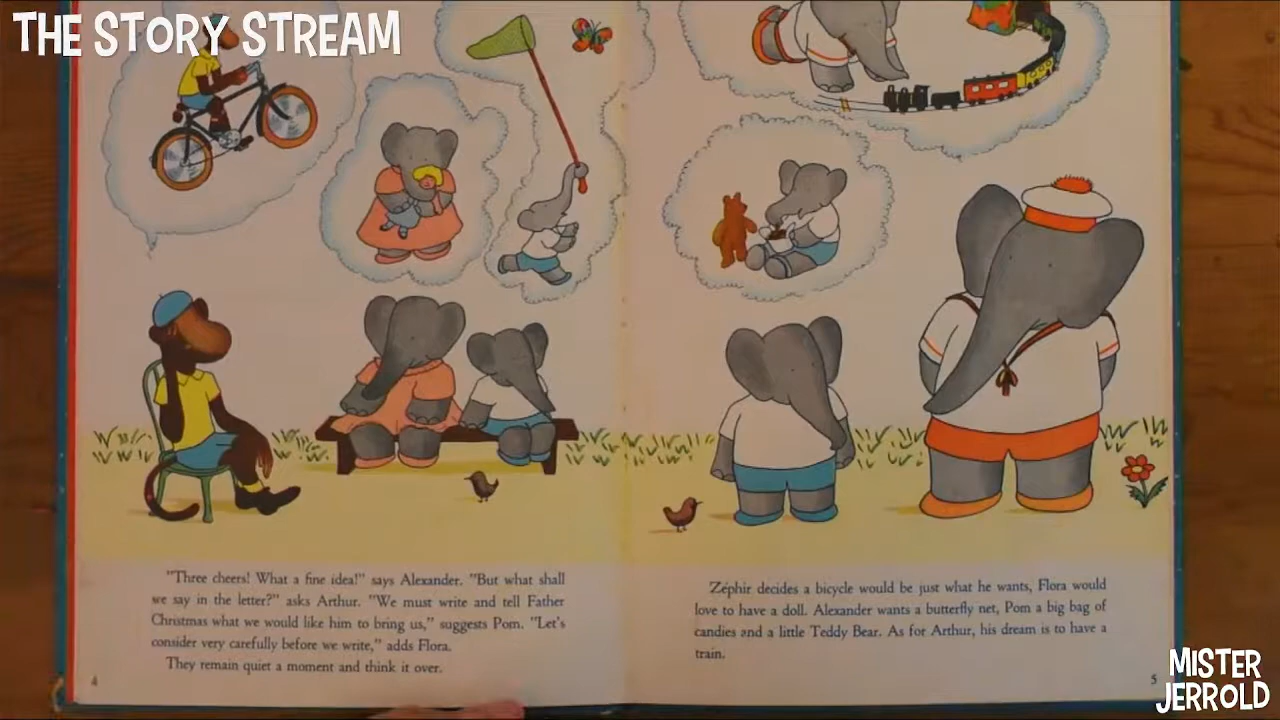 THE STORY STREAM
"Three cheers! What a fine idea!" says Alexander. "But what shall
we say in the letter?" asks Arthur. "We must write and tell Father
Christmas what we would like him to bring us," suggests Pom. "Let's
consider very carefully before we write," adds Flora.
They remain quiet a moment and think it over.
4
Zéphir decides a bicycle would be just what he wants, Flora would
love to have a doll. Alexander wants a butterfly net, Pom a big bag of
candies and a little Teddy Bear. As for Arthur, his dream is to have a
train.
5
MISTER
JERROLD